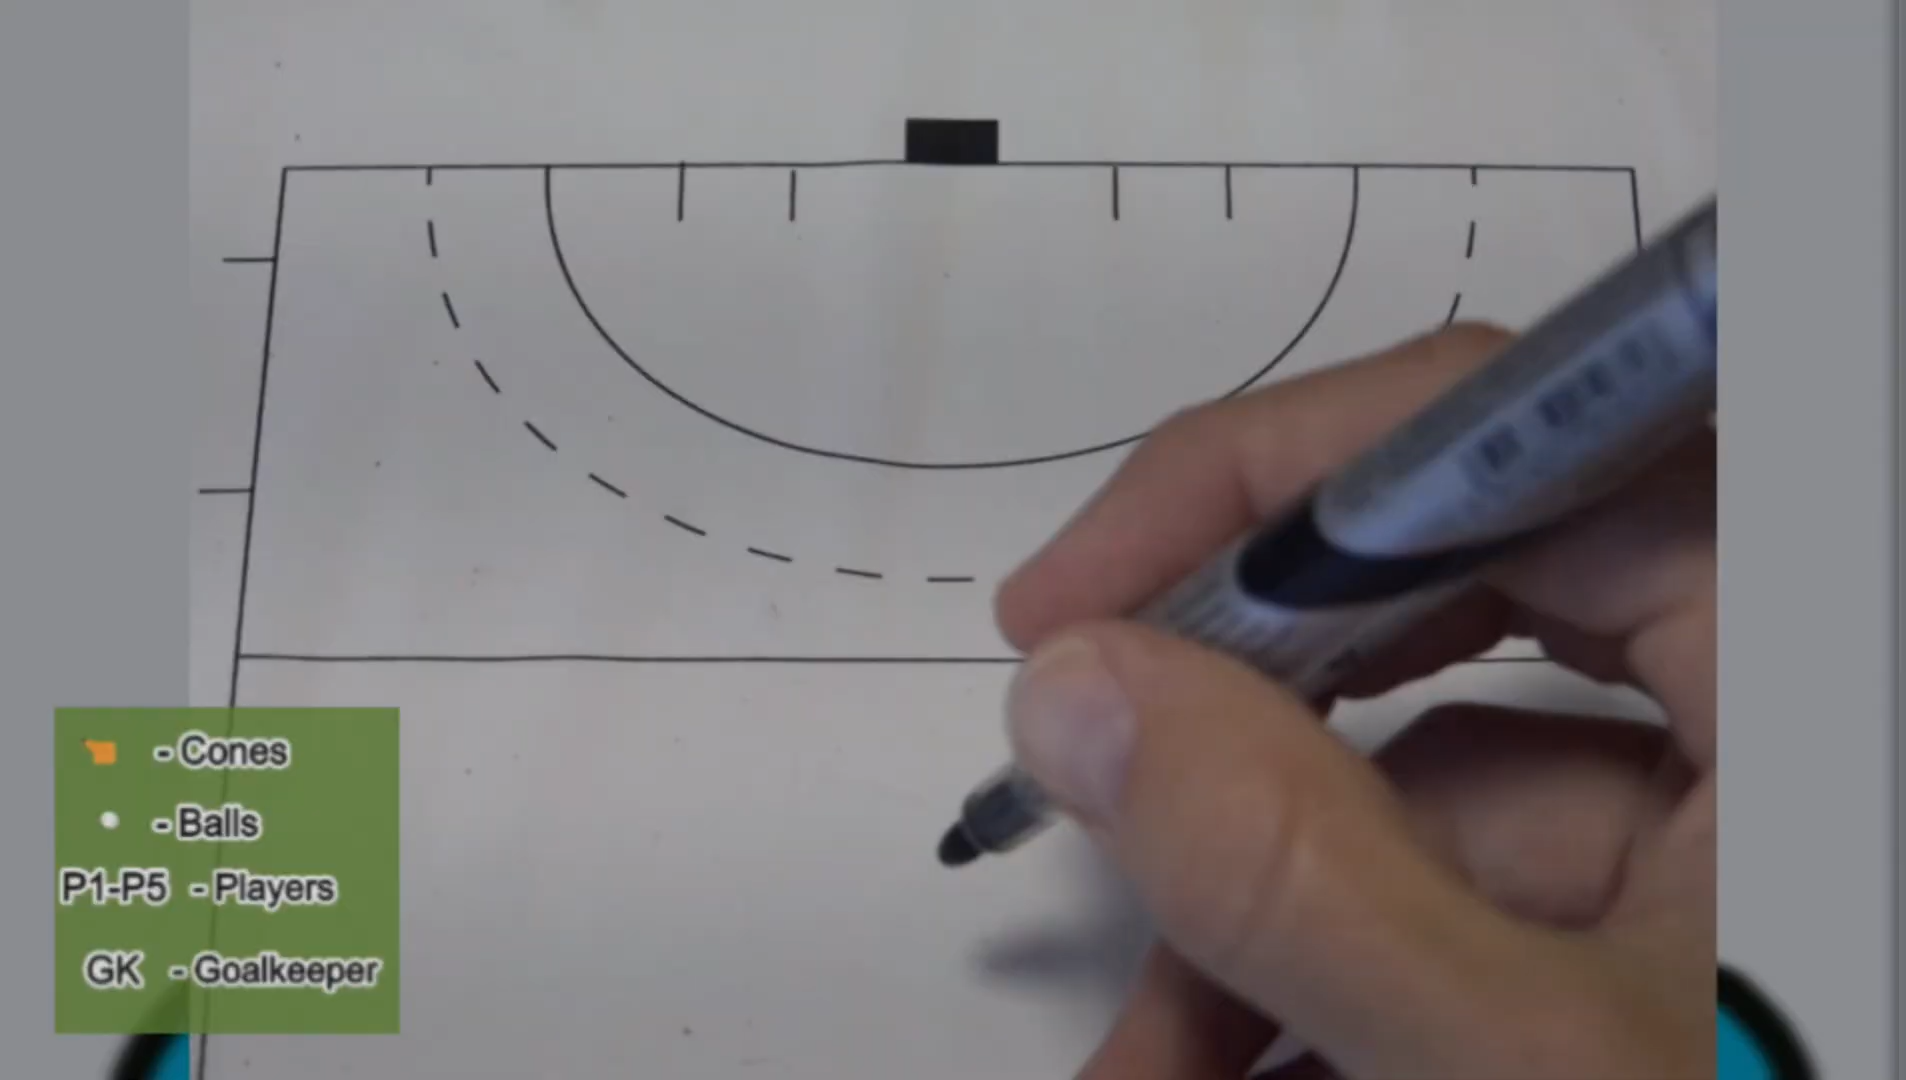 - Cones
- Balls
P1-P5 - Players
GK - Goalkeeper